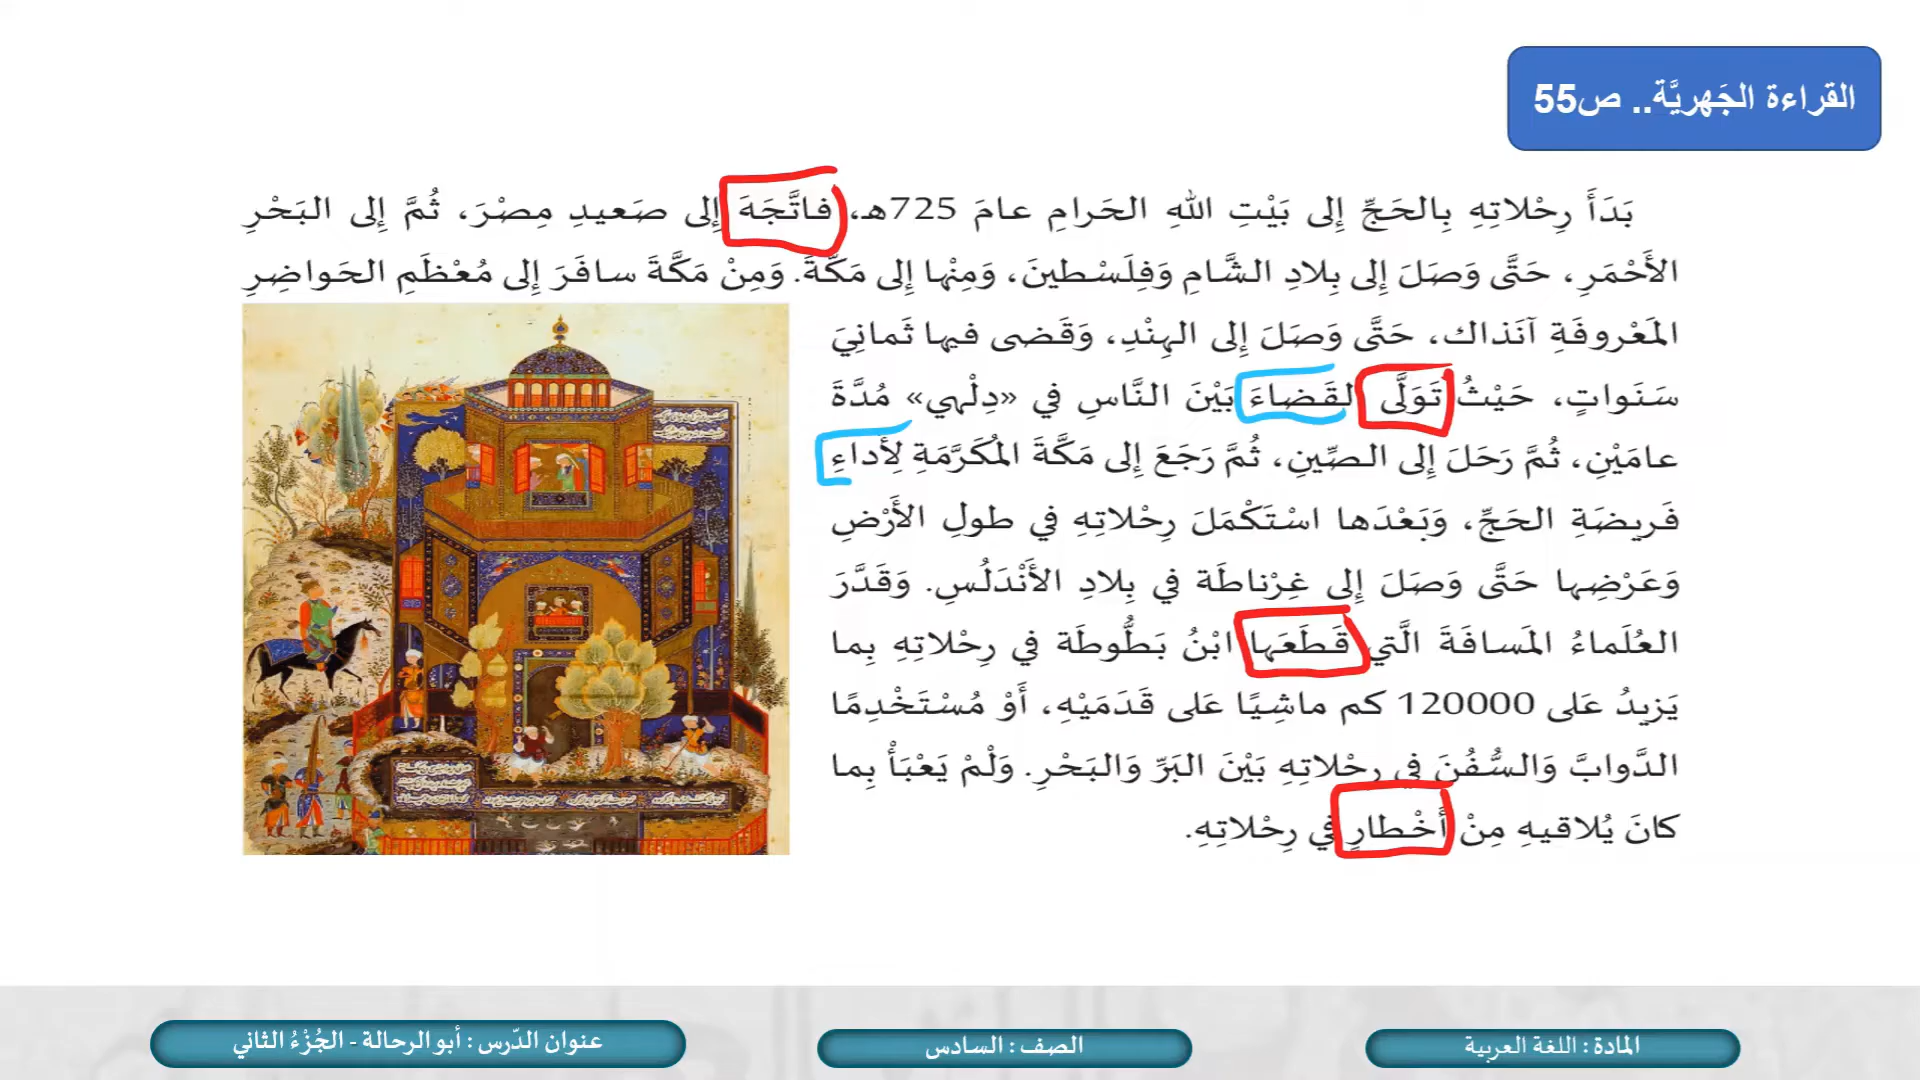 القراءة الجَهريَّة.. ص55
بَدَأَ رِحْلاتِهِ بِالحَجِّ إِلى بَيْتِ اللهِ الحَرامِ عامَ 725هـ، فاتَّجَهَ إِلى صَعيدِ مِصْرَ، ثُمَّ إِلى البَحْرِ
الأَحْمَرِ، حَتَّى وَصَلَ إِلى بِلادِ الشَّامِ وَفِلَسْطينَ، وَمِنْها إِلى مَكَّةَ. وَمِنْ مَكَّةَ سافَرَ إِلى مُعْظَمِ الحَواضِرِ
المَعْروفَةِ آنَذاك، حَتَّى وَصَلَ إِلى الهِنْدِ، وَقَضى فيها ثَمانِيَ
سَنَواتٍ، حَيْثُ تَوَلَّى القَضاءَ بَيْنَ النَّاسِ في «دِلْهي» مُدَّةَ
عامَيْنِ، ثُمَّ رَحَلَ إِلى الصِّينِ، ثُمَّ رَجَعَ إِلى مَكَّةَ المُكَرَّمَةِ لِأَداءِ
فَريضَةِ الحَجِّ، وَبَعْدَها اسْتَكْمَلَ رِحْلاتِهِ في طولِ الأَرْضِ
وَعَرْضِها حَتَّى وَصَلَ إِلى غِرْناطَة في بِلادِ الأَنْدَلُسِ. وَقَدَّرَ
العُلَماءُ المَسافَةَ الَّتي قَطَعَها ابْنُ بَطُّوطَة في رِحْلاتِهِ بِما
يَزيدُ عَلى 120000 كم ماشِيًا عَلى قَدَمَيْهِ، أَوْ مُسْتَخْدِمًا
الدَّوابَّ وَالسُّفُنَ في رِحْلاتِهِ بَيْنَ البَرِّ وَالبَحْرِ. وَلَمْ يَعْبَأْ بِما
كانَ يُلاقيهِ مِنْ أَخْطارٍ في رِحْلاتِهِ.
المادة : اللغة العربية
الصف : السادس
عنوان الدّرس : أبو الرحالة - الجُزْءُ الثاني